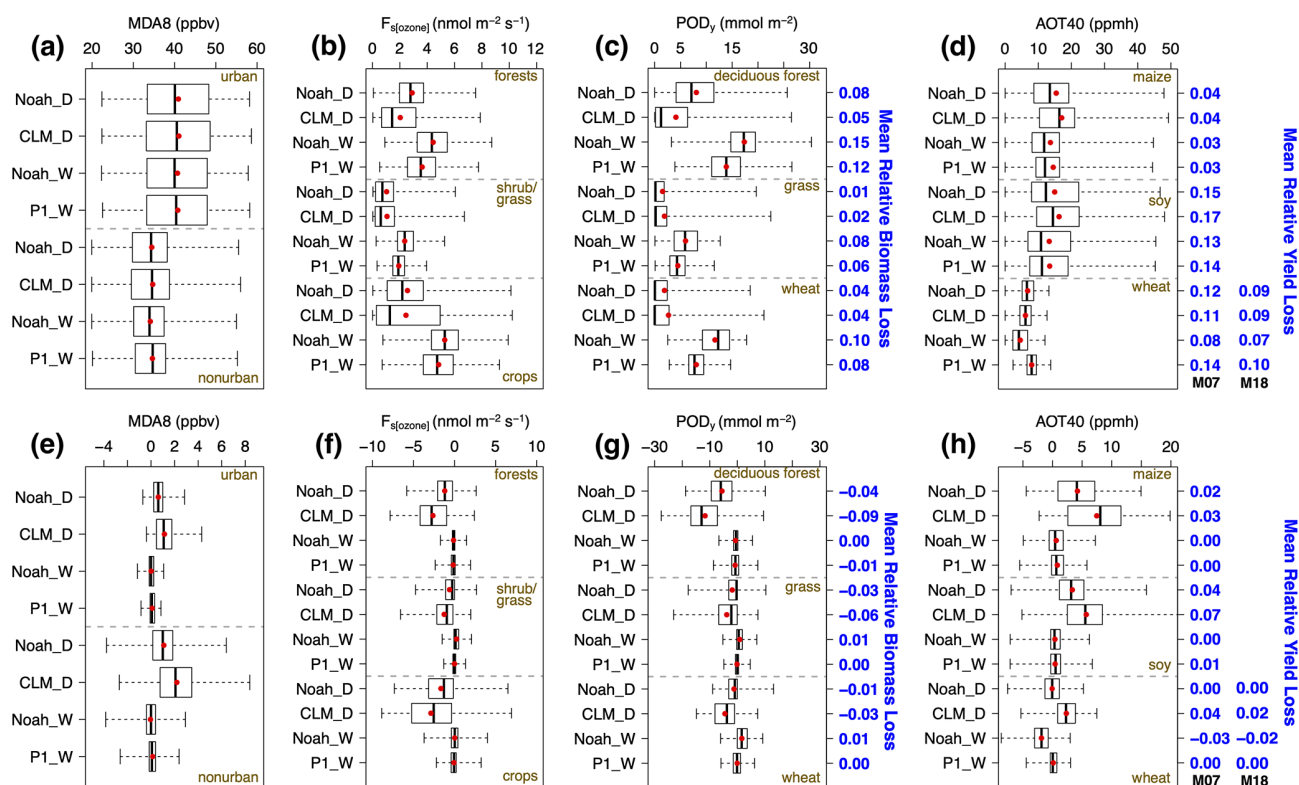 (a)
MDA8 (ppbv)
20 30 40 50 60
urban
Noah_D
CLM_D
Noah_W
P1_W
Noah_D
CLM_D
Noah_W
P1_W
nonurban
(b)
Fs[ozone] (nmol m−2 s−1)
0 2 4 6 8 10 12
forests
Noah_D
CLM_D
Noah_W
P1_W
shrub/
grass
Noah_D
CLM_D
Noah_W
P1_W
Noah_D
CLM_D
Noah_W
P1_W
crops
(c)
PODy (mmol m−2)
0 5 15 30
deciduous forest
Noah_D 0.08
CLM_D 0.05
Noah_W 0.15
P1_W 0.12
grass
Noah_D 0.01
CLM_D 0.02
Noah_W 0.08
P1_W 0.06
wheat
Noah_D 0.04
CLM_D 0.04
Noah_W 0.10
P1_W 0.08
Mean Relative Biomass Loss
(d)
AOT40 (ppmh)
0 10 20 30 40 50
maize
Noah_D 0.04
CLM_D 0.04
Noah_W 0.03
P1_W 0.03
Noah_D 0.15
soy
CLM_D 0.17
Noah_W 0.13
P1_W 0.14
wheat
Noah_D 0.12 0.09
CLM_D 0.11 0.09
Noah_W 0.08 0.07
P1_W 0.14 0.10
M07 M18
Mean Relative Yield Loss
(e)
MDA8 (ppbv)
−4 0 2 4 6 8
urban
Noah_D
CLM_D
Noah_W
P1_W
Noah_D
CLM_D
Noah_W
P1_W
nonurban
(f)
Fs[ozone] (nmol m−2 s−1)
−10 −5 0 5 10
forests
Noah_D
CLM_D
Noah_W
P1_W
shrub/
grass
Noah_D
CLM_D
Noah_W
P1_W
Noah_D
CLM_D
Noah_W
P1_W
crops
(g)
PODy (mmol m−2)
−30 −10 10 30
deciduous forest
Noah_D −0.04
CLM_D −0.09
Noah_W 0.00
P1_W −0.01
grass
Noah_D −0.03
CLM_D −0.06
Noah_W 0.01
P1_W 0.00
Noah_D −0.01
CLM_D −0.03
Noah_W 0.01
P1_W 0.00
wheat
Mean Relative Biomass Loss
(h)
AOT40 (ppmh)
−5 0 5 10 20
maize
Noah_D 0.02
CLM_D 0.03
Noah_W 0.00
P1_W 0.00
Noah_D 0.04
CLM_D 0.07
Noah_W 0.00
P1_W 0.01
soy
Noah_D 0.00 0.00
CLM_D 0.04 0.02
Noah_W −0.03 −0.02
P1_W 0.00 0.00
wheat
M07 M18
Mean Relative Yield Loss